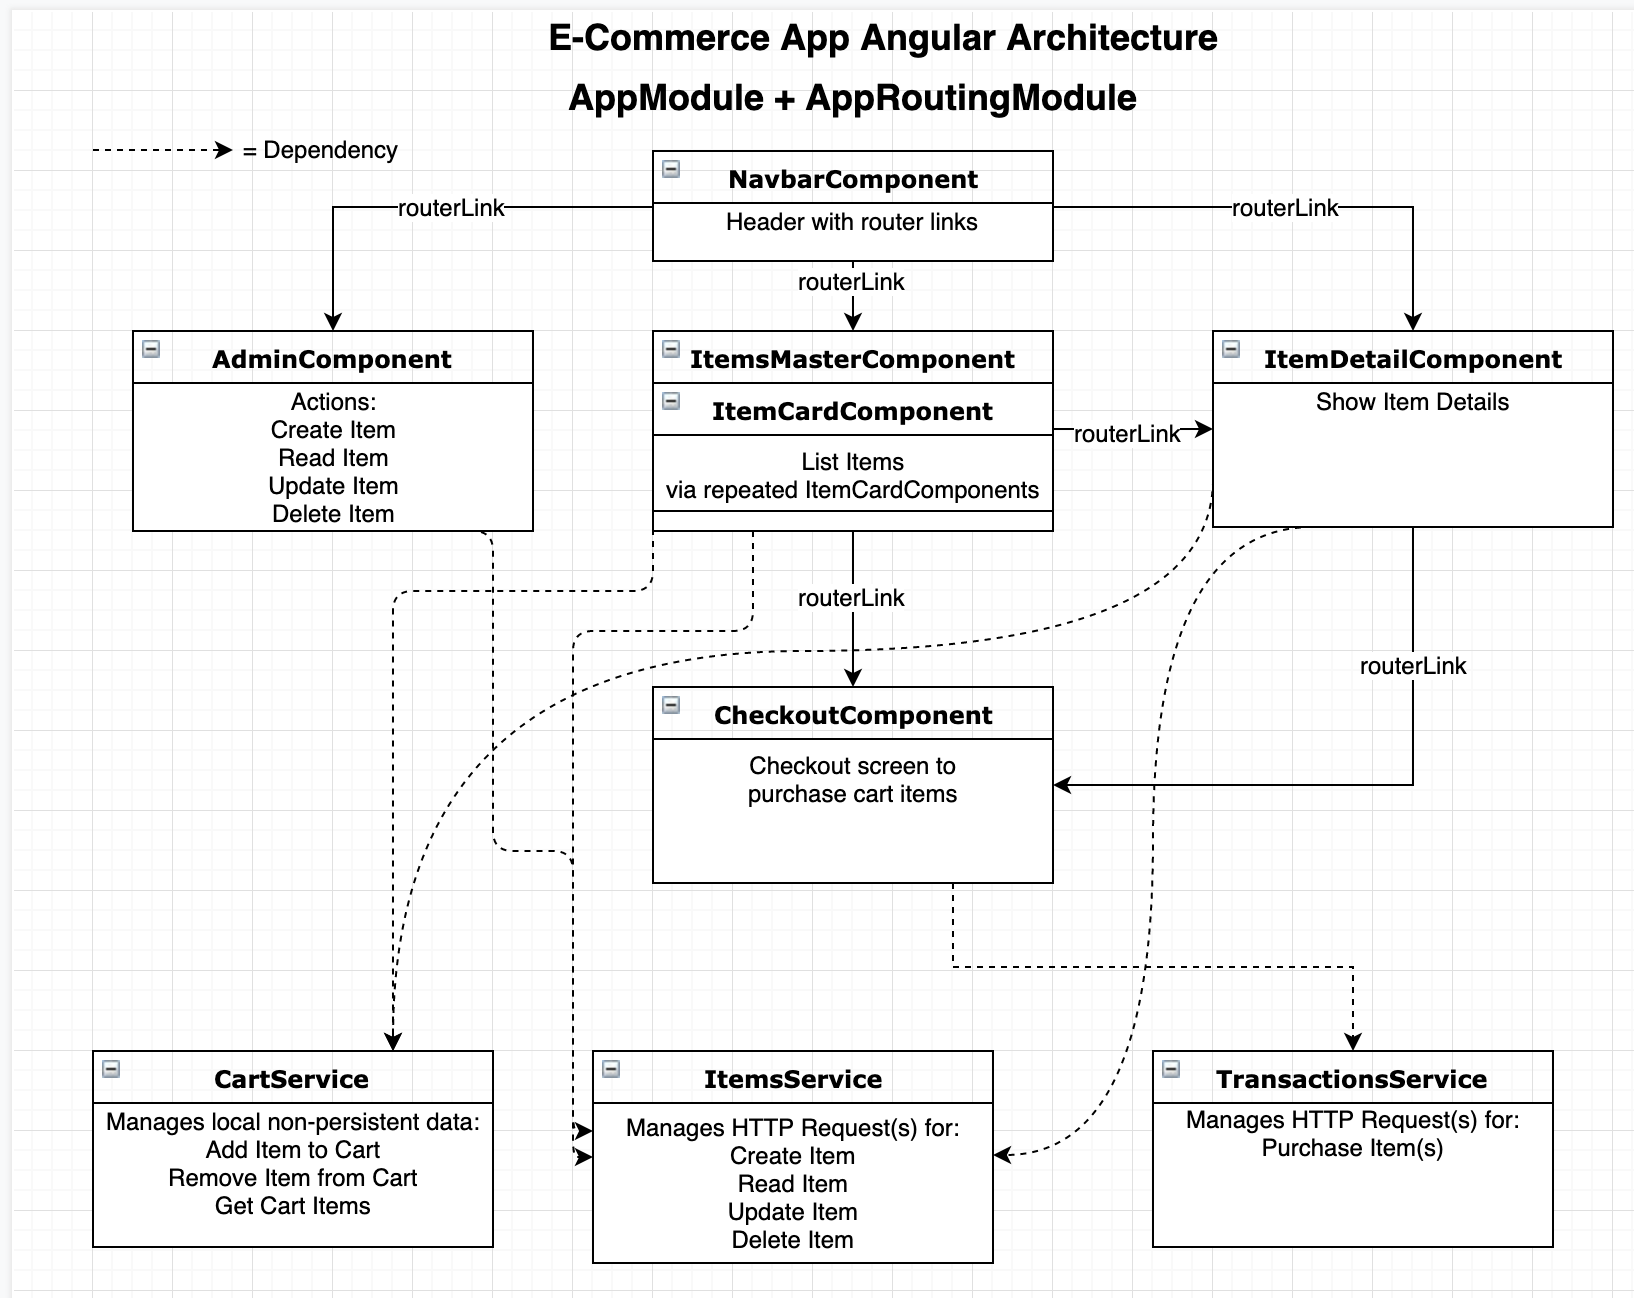 E-Commerce App Angular Architecture
AppModule + AppRoutingModule
= Dependency
NavbarComponent
Header with router links
routerLink
routerLink
routerLink
AdminComponent
Actions:
Create Item
Read Item
Update Item
Delete Item
ItemsMasterComponent
ItemCardComponent
List Items
via repeated ItemCardComponents
routerLink
ItemDetailComponent
Show Item Details
routerLink
routerLink
CheckoutComponent
Checkout screen to
purchase cart items
CartService
Manages local non-persistent data:
Add Item to Cart
Remove Item from Cart
Get Cart Items
ItemsService
Manages HTTP Request(s) for:
Create Item
Read Item
Update Item
Delete Item
TransactionsService
Manages HTTP Request(s) for:
Purchase Item(s)